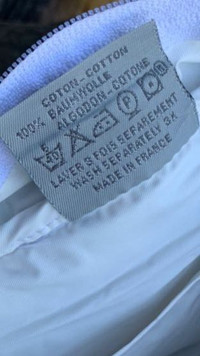 COTON-COTTON
100% BAUMWOLLE
ALGODON-COTONE
40 P
LAVER 3 FOIS SEPAREMENT
WASH SEPARATELY 3X
MADE IN FRANCE